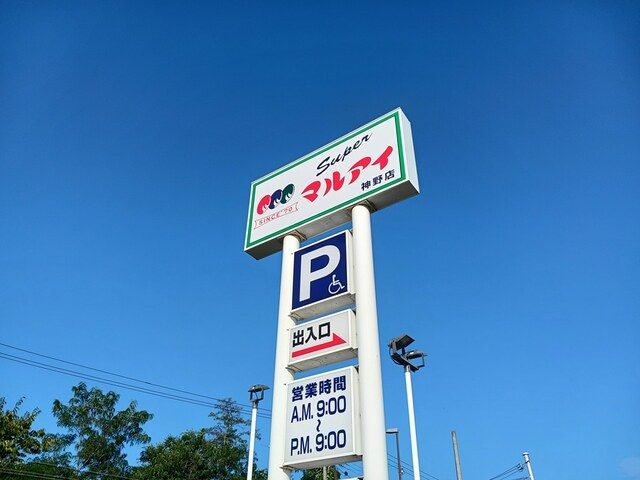 Super
マルアイ
SINCE '70
神野店
P
出入口
営業時間
A.M. 9:00
~
P.M. 9:00